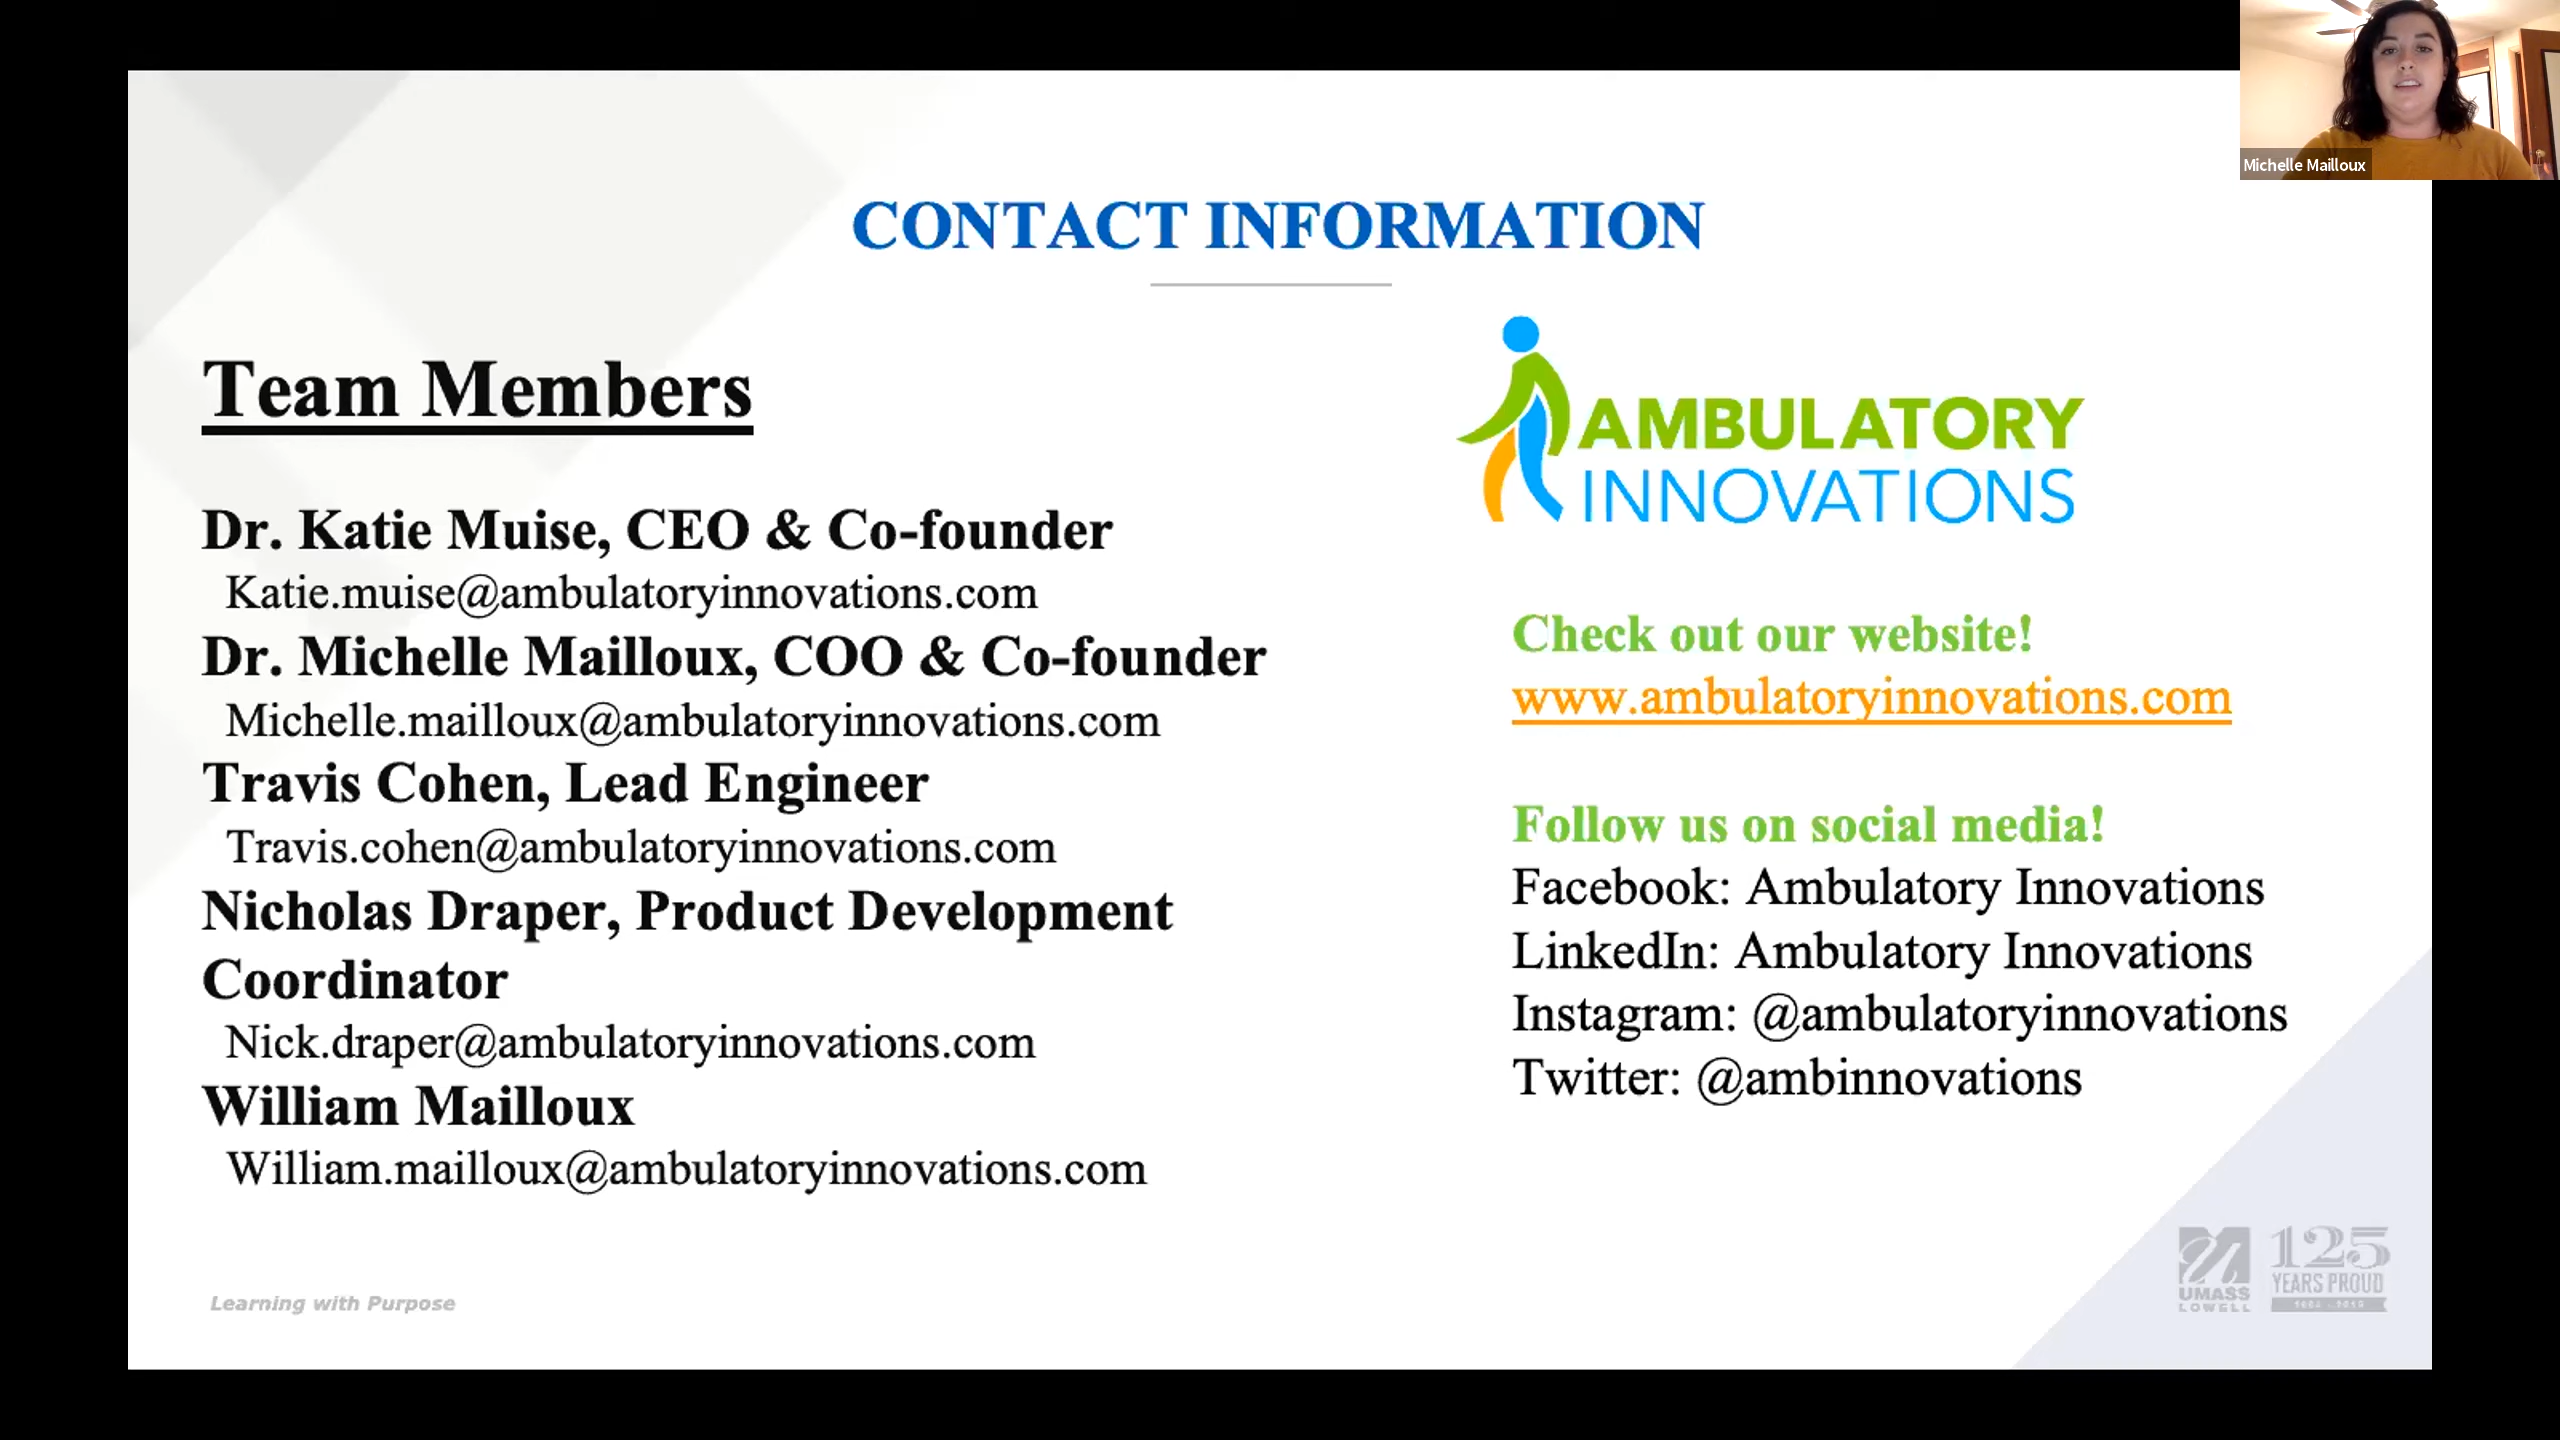 Michelle Mailloux
CONTACT INFORMATION
Team Members
Dr. Katie Muise, CEO & Co-founder
Katie.muise@ambulatoryinnovations.com
Dr. Michelle Mailloux, COO & Co-founder
Michelle.mailloux@ambulatoryinnovations.com
Travis Cohen, Lead Engineer
Travis.cohen@ambulatoryinnovations.com
Nicholas Draper, Product Development
Coordinator
Nick.draper@ambulatoryinnovations.com
William Mailloux
William.mailloux@ambulatoryinnovations.com
AMBULATORY
INNOVATIONS
Check out our website!
www.ambulatoryinnovations.com
Follow us on social media!
Facebook: Ambulatory Innovations
LinkedIn: Ambulatory Innovations
Instagram: @ambulatoryinnovations
Twitter: @ambinnovations
Learning with Purpose
UMASS
LOWELL
125
YEARS PROUD